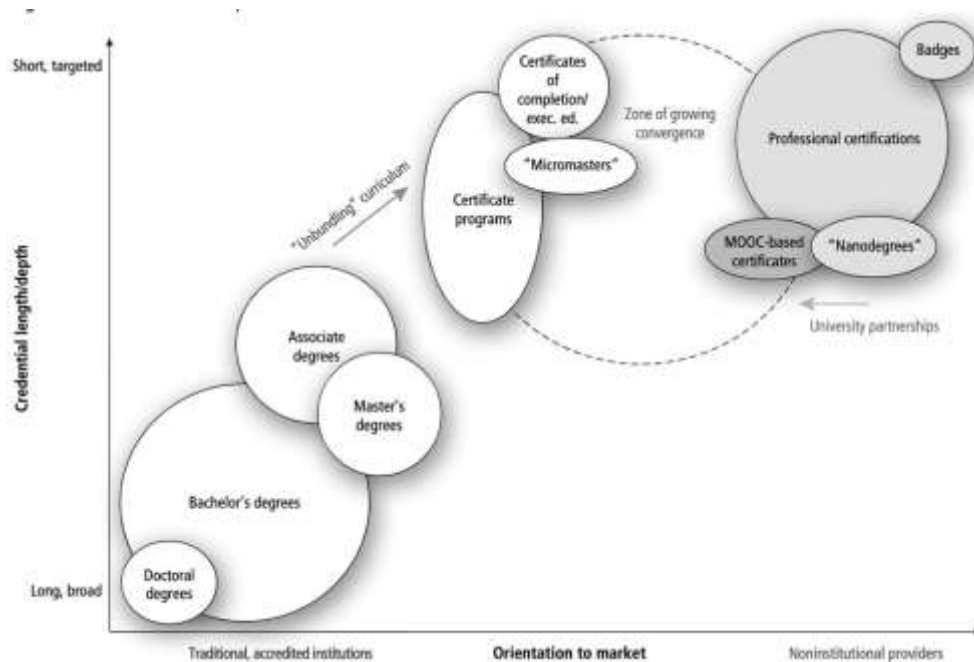 Short, targeted
Certificates
of
completion/
exec. ed.
Badges
Zone of growing
convergence
Professional certifications
"Micromasters"
"Unbundling" curriculum
Certificate
programs
MOOC-based
certificates
"Nanodegrees"
University partnerships
Credential length/depth
Associate
degrees
Master's
degrees
Bachelor's degrees
Doctoral
degrees
Long, broad
Traditional, accredited institutions
Orientation to market
Noninstitutional providers